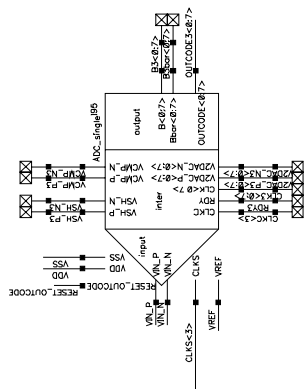 B3<0:7>
B3bar<0:7>
OUTCODE3<0:7>
B<0:7>
Bbar<0:7>
OUTCODE<0:7>
output
ADC_single195
VCMP_N3
VCMP_N
VCMP_P3
VCMP_P
VSH_N3
VSH_N
VSH_P3
VSH_P
inter
V2DAC_N<0:7>
V2DAC_N3<0:7>
V2DAC_P<0:7>
V2DAC_P3<0:7>
CLK<0:7>
CLK3<0:7>
RDY
RDY3
CLKC
CLKC<3>
input
VSS
VSS
VDD
VDD
RESET_OUTCODE
RESET_OUTCODE
VIN_P
VIN_N
CLKS
VREF
VIN_P
VIN_N
VREF
CLKS<3>